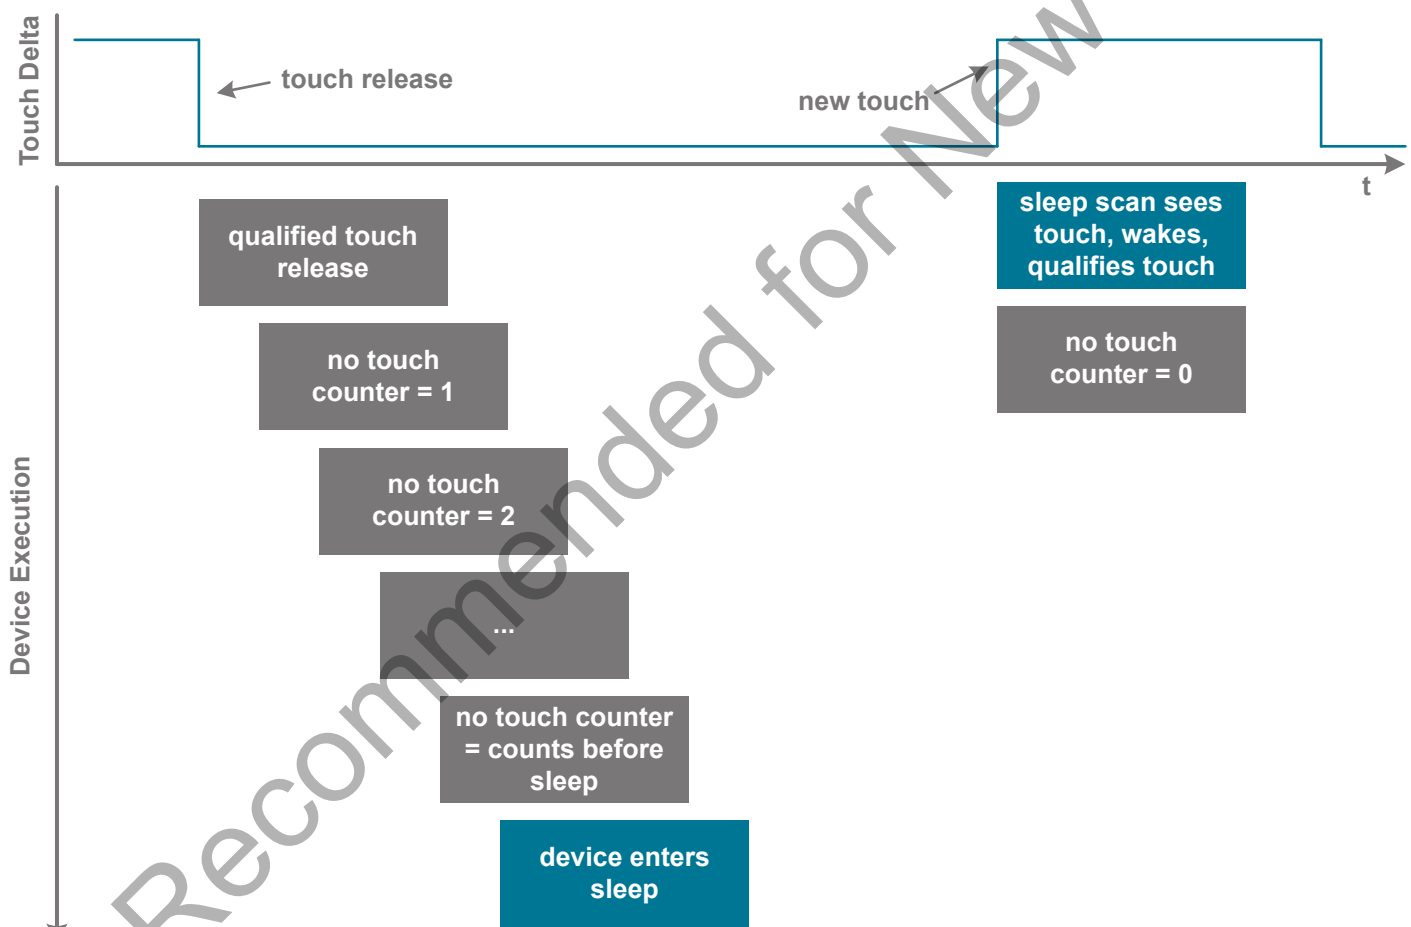 Touch Delta
touch release
new touch
t
Device Execution
qualified touch
release
no touch
counter = 1
no touch
counter = 2
...
no touch counter
= counts before
sleep
device enters
sleep
sleep scan sees
touch, wakes,
qualifies touch
no touch
counter = 0
Recommended for New